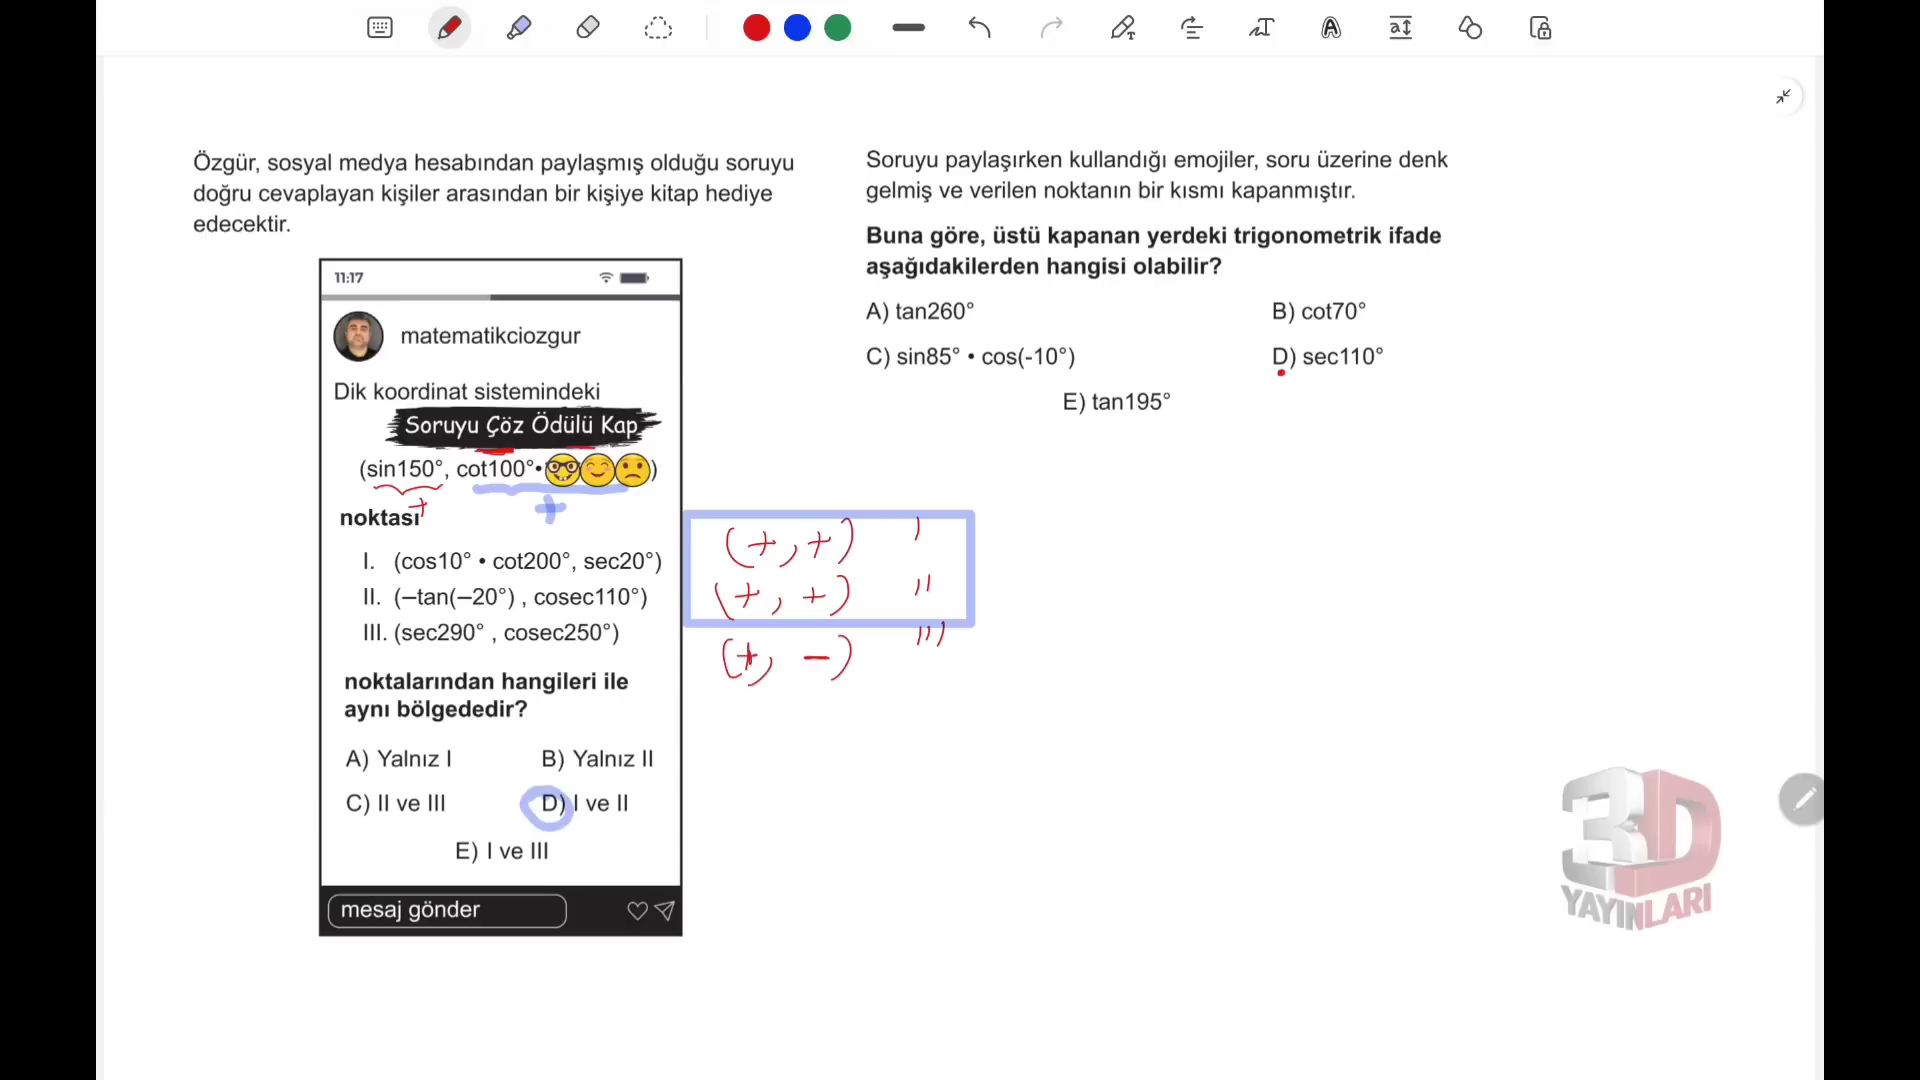 Özgür, sosyal medya hesabından paylaşmış olduğu soruyu
doğru cevaplayan kişiler arasından bir kişiye kitap hediye
edecektir.
11:17
matematikciozgur
Dik koordinat sistemindeki
Soruyu Çöz Ödülü Kap
(sin150°, cot100°• )
+
+
noktası
I. (cos10° • cot200°, sec20°)
II. (–tan(–20°) , cosec110°)
III. (sec290° , cosec250°)
noktalarından hangileri ile
aynı bölgededir?
A) Yalnız I
B) Yalnız II
C) II ve III
D) I ve II
E) I ve III
mesaj gönder
(+, +) I
(+, +) II
(+, −) III
Soruyu paylaşırken kullandığı emojiler, soru üzerine denk
gelmiş ve verilen noktanın bir kısmı kapanmıştır.
Buna göre, üstü kapanan yerdeki trigonometrik ifade
aşağıdakilerden hangisi olabilir?
A) tan260°
B) cot70°
C) sin85° • cos(-10°)
D) sec110°
E) tan195°
3D
YAYINLARI